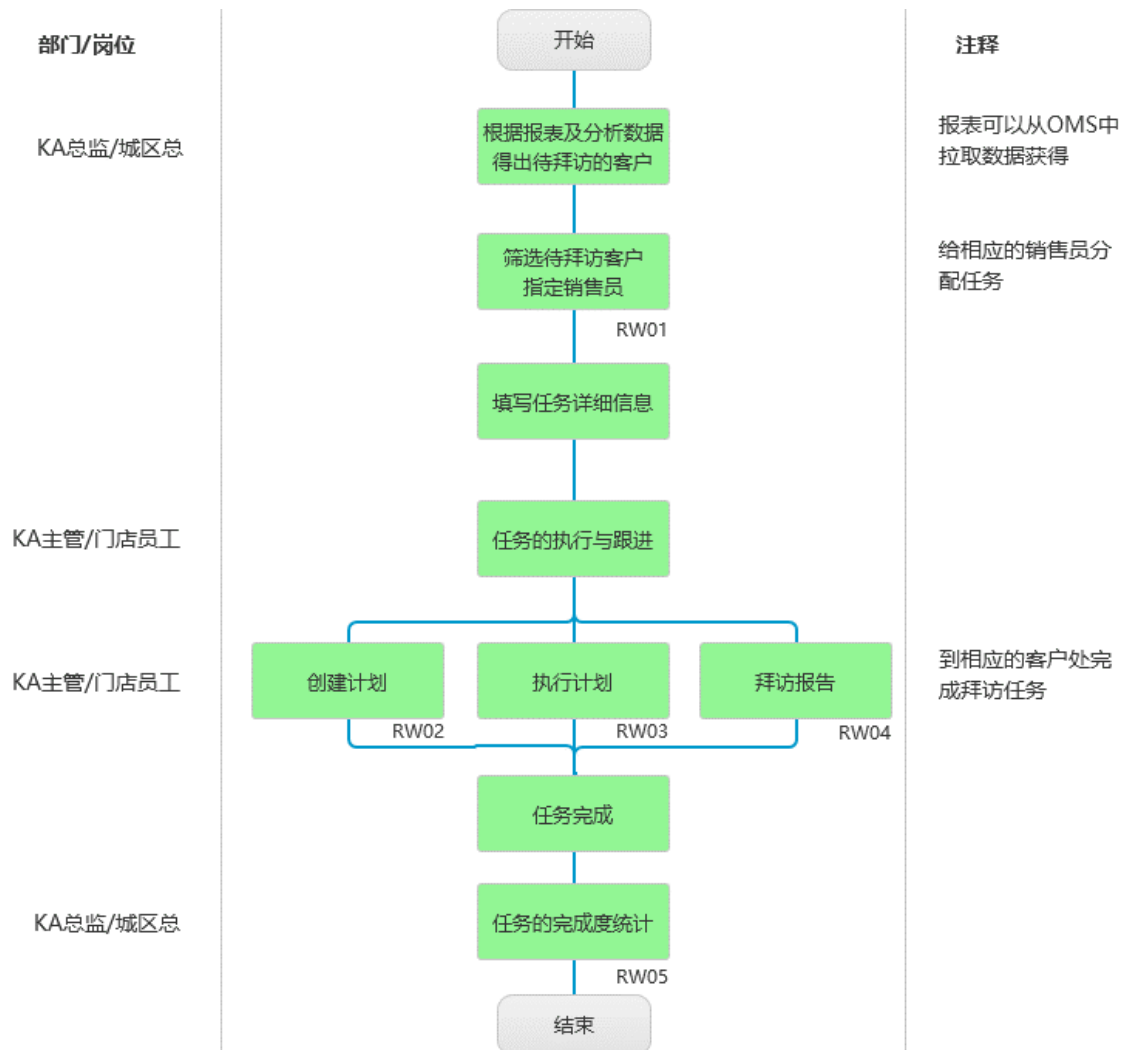 部门/岗位
开始
注释
KA总监/城区总
根据报表及分析数据
得出待拜访的客户
报表可以从OMS中
拉取数据获得
筛选待拜访客户
指定销售员
给相应的销售员分
配任务
RW01
填写任务详细信息
KA主管/门店员工
任务的执行与跟进
KA主管/门店员工
创建计划
执行计划
拜访报告
到相应的客户处完
成拜访任务
RW02
RW03
RW04
任务完成
KA总监/城区总
任务的完成度统计
RW05
结束